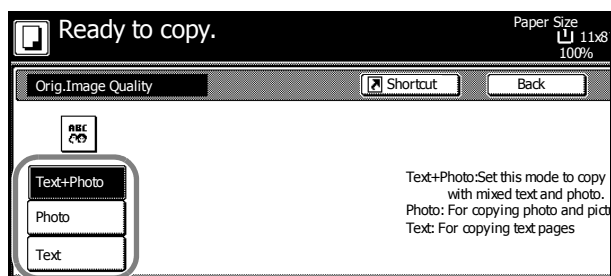 Ready to copy.
Paper Size
11x8
100%
Orig.Image Quality
Shortcut
Back
ABC
Text+Photo
Photo
Text
Text+Photo:Set this mode to copy
with mixed text and photo.
Photo: For copying photo and pict
Text: For copying text pages